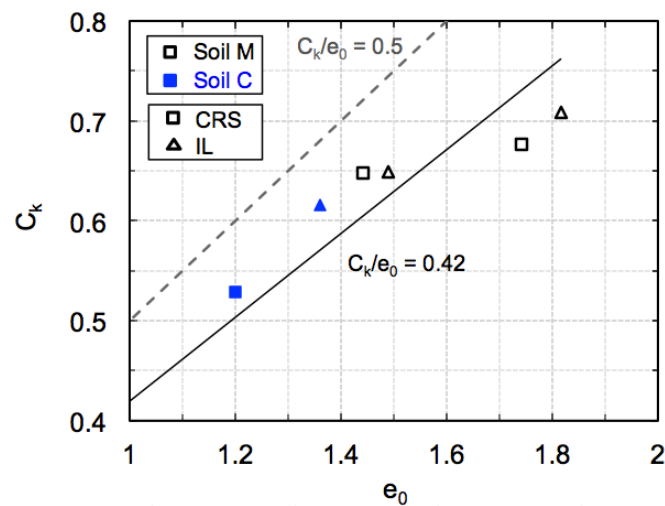 0.8
0.7
0.6
0.5
0.4
Cₖ
Soil M
Soil C
CRS
IL
Cₖ/e₀ = 0.5
Cₖ/e₀ = 0.42
1 1.2 1.4 1.6 1.8 2
e₀